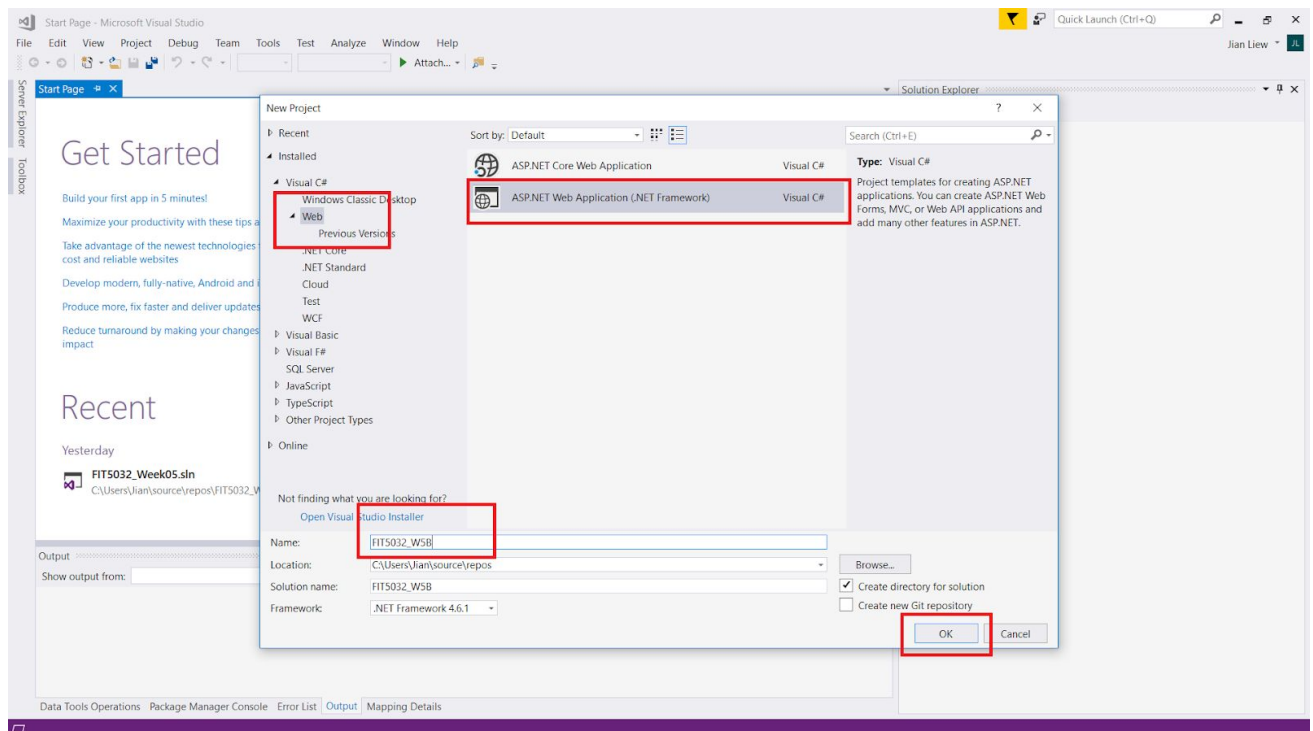 Start Page - Microsoft Visual Studio
Quick Launch (Ctrl+Q)
File Edit View Project Debug Team Tools Test Analyze Window Help
Jian Liew JL
Attach...
Server Explorer
Toolbox
Start Page
Solution Explorer
Get Started
Build your first app in 5 minutes!
Maximize your productivity with these tips a
Take advantage of the newest technologies
cost and reliable websites
Develop modern, fully-native, Android and i
Produce more, fix faster and deliver updates
Reduce turnaround by making your changes
impact
Recent
Yesterday
FIT5032_Week05.sln
C:\Users\Jian\source\repos\FIT5032_W
New Project
?
Recent
Installed
Visual C#
Windows Classic Desktop
Web
Previous Versions
.NET Core
.NET Standard
Cloud
Test
WCF
Visual Basic
Visual F#
SQL Server
JavaScript
TypeScript
Other Project Types
Online
Not finding what you are looking for?
Open Visual Studio Installer
Sort by: Default
ASP.NET Core Web Application Visual C#
ASP.NET Web Application (.NET Framework) Visual C#
Search (Ctrl+E)
Type: Visual C#
Project templates for creating ASP.NET
applications. You can create ASP.NET Web
Forms, MVC, or Web API applications and
add many other features in ASP.NET.
Name: FIT5032_W5B
Location: C:\Users\Jian\source\repos
Browse...
Solution name: FIT5032_W5B
Create directory for solution
Framework: .NET Framework 4.6.1
Create new Git repository
OK Cancel
Output
Show output from:
Data Tools Operations Package Manager Console Error List Output Mapping Details